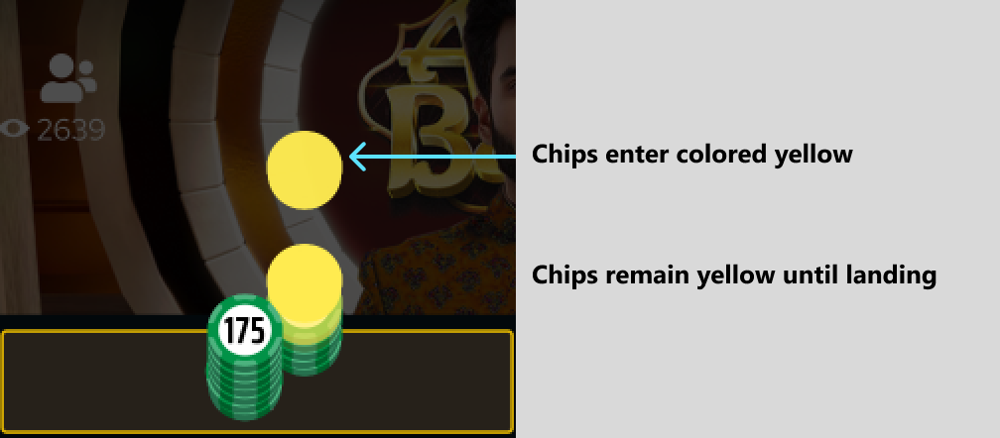 A
2639
B
Chips enter colored yellow
Chips remain yellow until landing
175